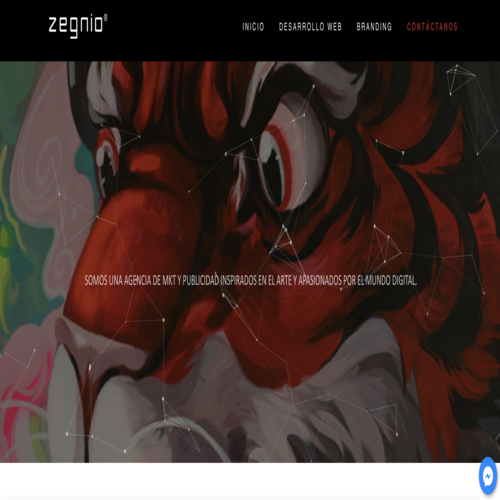 zegnio®
INICIO DESARROLLO WEB BRANDING CONTÁCTANOS
SOMOS UNA AGENCIA DE MKT Y PUBLICIDAD INSPIRADOS EN EL ARTE Y APASIONADOS POR EL MUNDO DIGITAL.